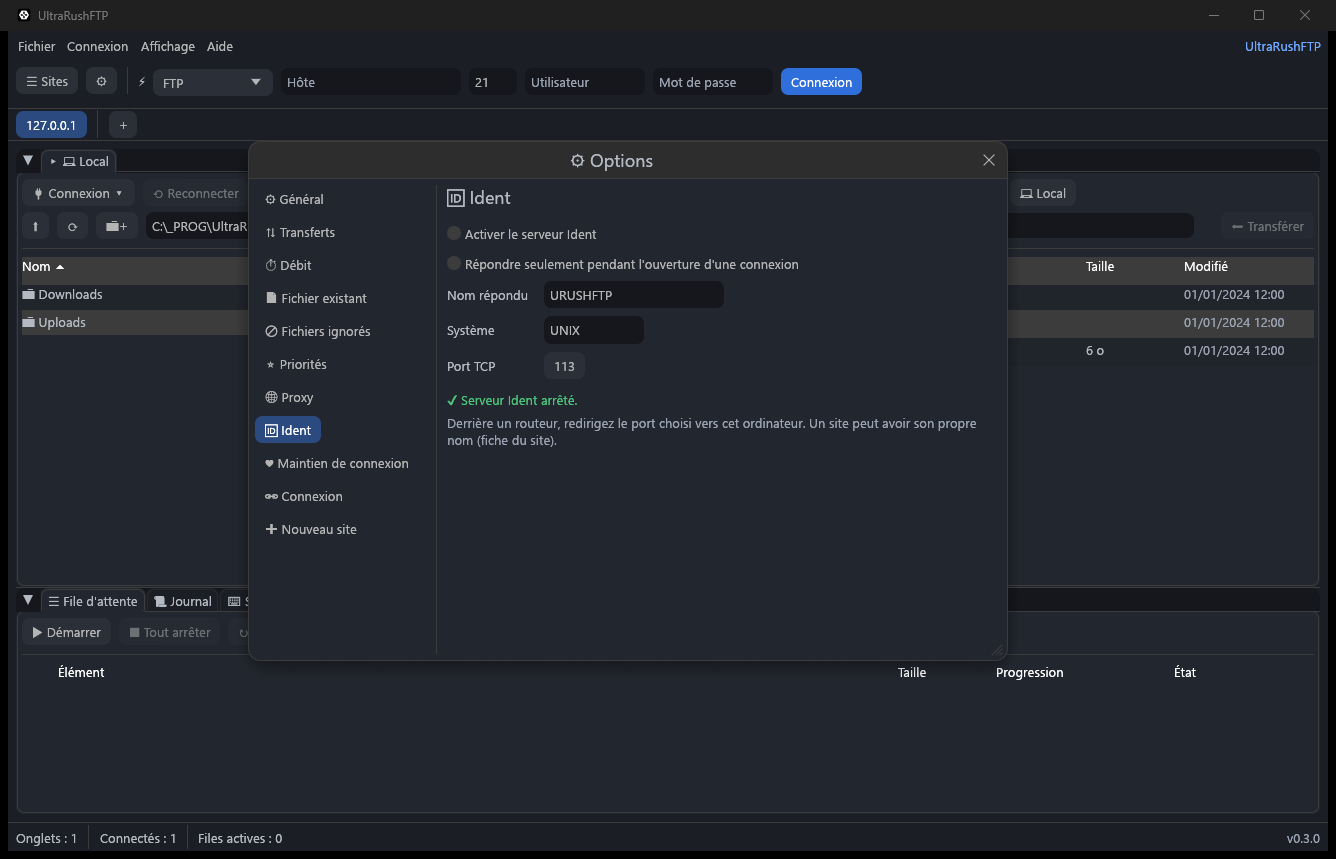 UltraRushFTP
Fichier Connexion Affichage Aide UltraRushFTP
Sites FTP Hôte 21 Utilisateur Mot de passe Connexion
127.0.0.1 +
Local
Options
Connexion Reconnecter
Local
C:\_PROG\UltraR
Transférer
Nom
Taille Modifié
Downloads
01/01/2024 12:00
Uploads
01/01/2024 12:00
6 o 01/01/2024 12:00
Général
Transferts
Débit
Fichier existant
Fichiers ignorés
Priorités
Proxy
ID Ident
Maintien de connexion
Connexion
Nouveau site
ID Ident
Activer le serveur Ident
Répondre seulement pendant l'ouverture d'une connexion
Nom répondu URUSHFTP
Système UNIX
Port TCP 113
✓ Serveur Ident arrêté.
Derrière un routeur, redirigez le port choisi vers cet ordinateur. Un site peut avoir son propre
nom (fiche du site).
File d'attente Journal
Démarrer Tout arrêter
Élément Taille Progression État
Onglets : 1 Connectés : 1 Files actives : 0 v0.3.0